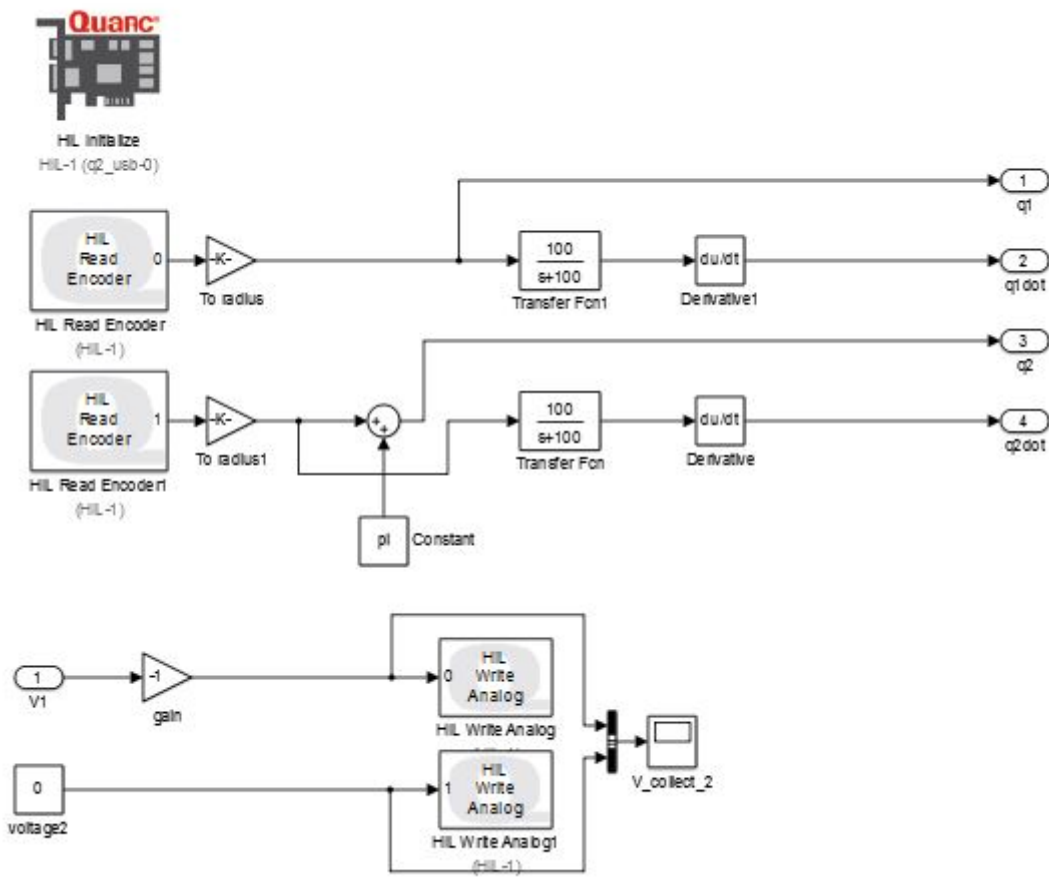 Quarc
HIL Initialize
HIL-1 (q2_usb-0)
HIL
Read
Encoder
0
HIL Read Encoder
(HIL-1)
-K-
To radius
100
s+100
Transfer Fcn1
du/dt
Derivative1
1
q1
2
q1dot
3
q2
HIL
Read
Encoder
1
HIL Read Encoder1
(HIL-1)
-K-
To radius1
+
+
pi
Constant
100
s+100
Transfer Fcn
du/dt
Derivative
4
q2dot
1
V1
-1
gain
0
HIL
Write
Analog
HIL Write Analog
0
voltage2
1
HIL
Write
Analog
HIL Write Analog1
(HIL-1)
V_collect_2